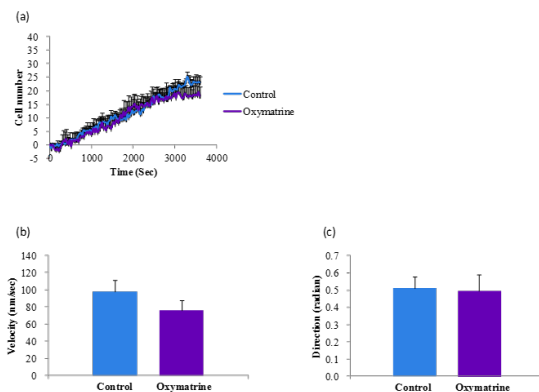 (a)
Cell number
40
35
30
25
20
15
10
5
0
-5
0
1000
2000
3000
4000
Time (Sec)
Control
Oxymatrine
(b)
Velocity (nm/sec)
140
120
100
80
60
40
20
0
Control
Oxymatrine
(c)
Direction (radian)
0.7
0.6
0.5
0.4
0.3
0.2
0.1
0.0
Control
Oxymatrine